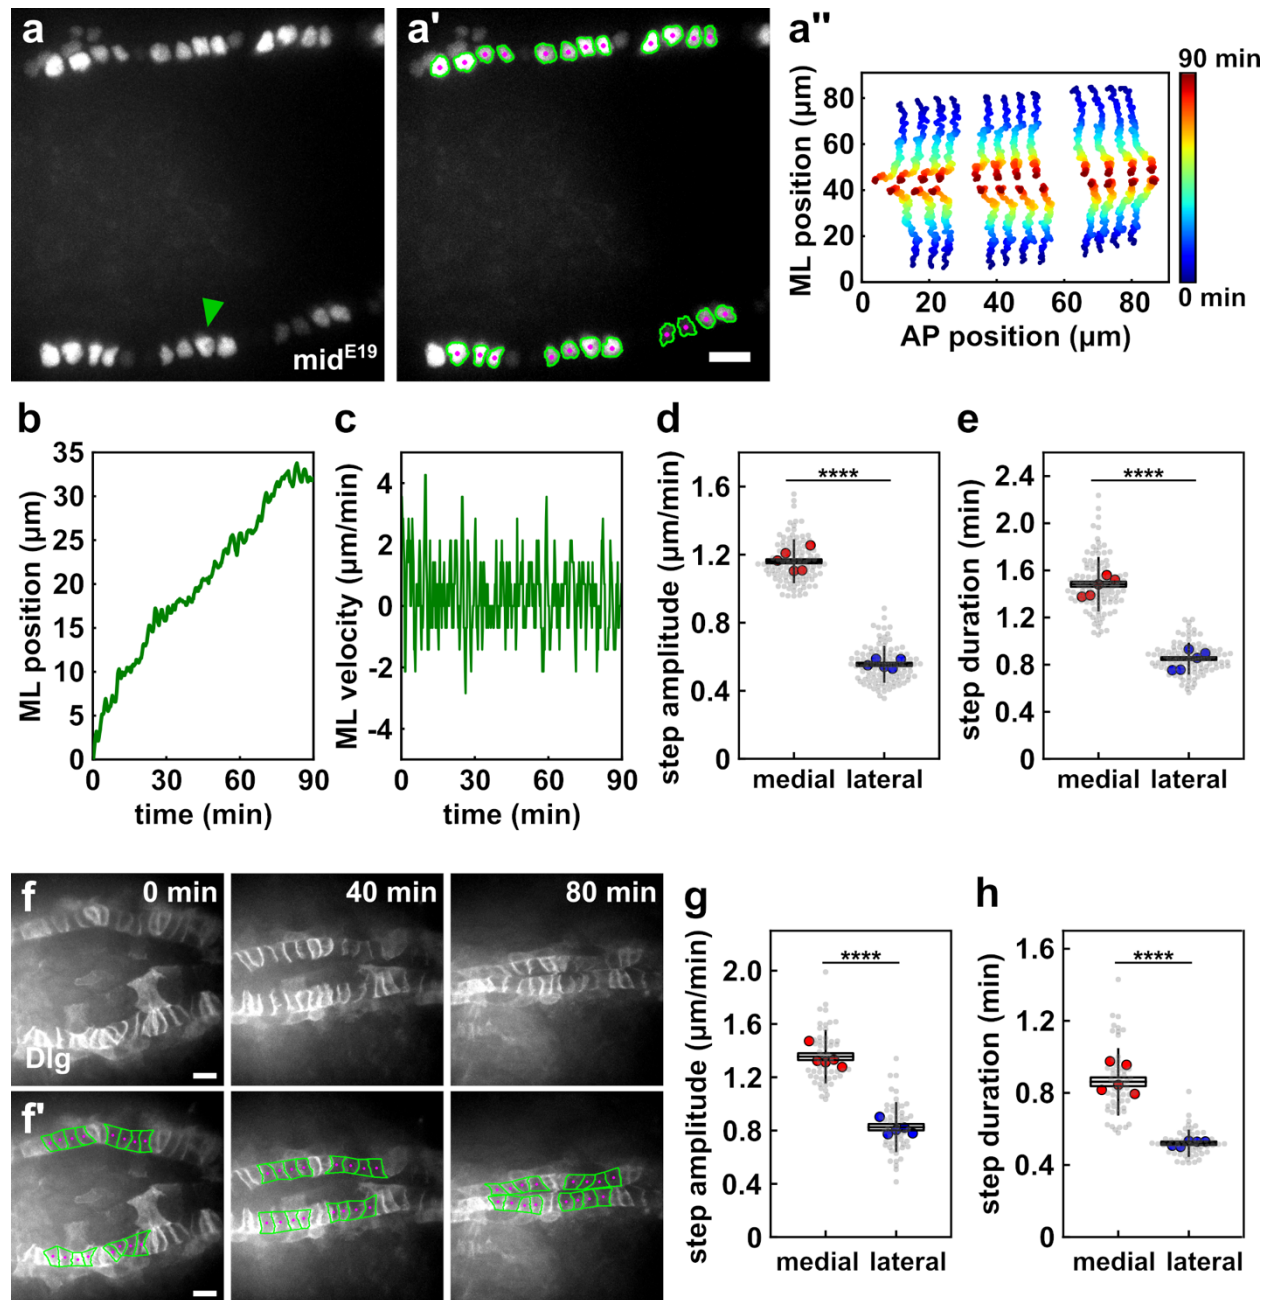 a
mid^E19
a'
a"
ML position (µm)
80
60
40
20
0
0 20 40 60 80
AP position (µm)
90 min
0 min
b
ML position (µm)
35
30
25
20
15
10
5
0
0 30 60 90
time (min)
c
ML velocity (µm/min)
4
2
0
-2
-4
0 30 60 90
time (min)
d
step amplitude (µm/min)
1.6
1.2
0.8
0.4
0
****
medial lateral
e
step duration (min)
2.4
2.0
1.6
1.2
0.8
0.4
0
****
medial lateral
f
0 min
40 min
80 min
Dlg
f'
g
step amplitude (µm/min)
2.0
1.6
1.2
0.8
0.4
0
****
medial lateral
h
step duration (min)
1.6
1.2
0.8
0.4
0
****
medial lateral